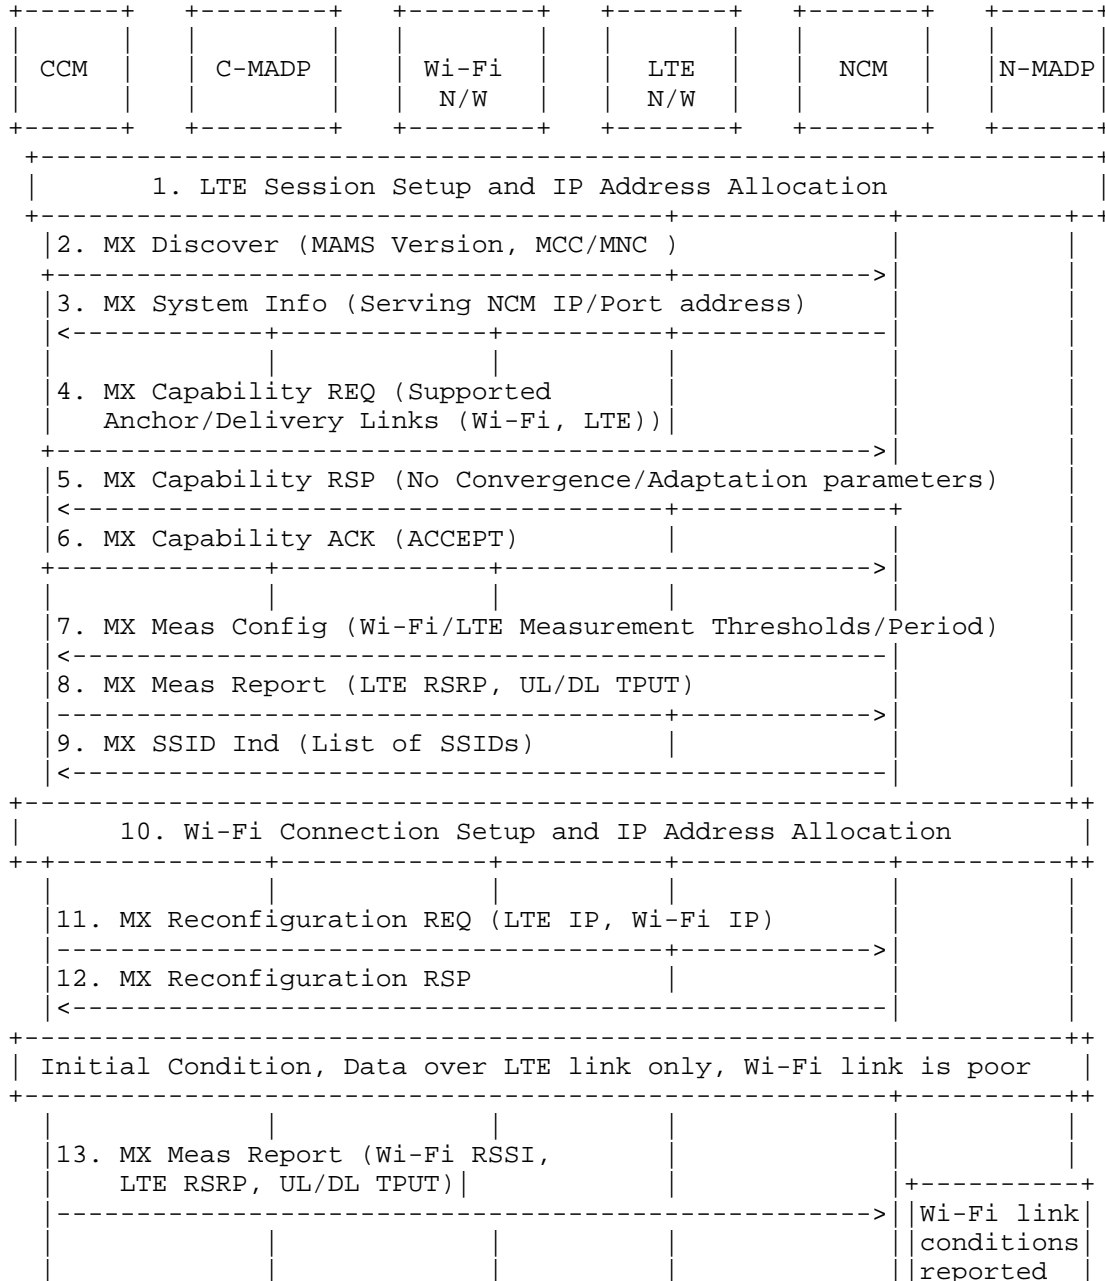 CCM C-MADP Wi-Fi LTE NCM N-MADP
N/W N/W
1. LTE Session Setup and IP Address Allocation
2. MX Discover (MAMS Version, MCC/MNC )
3. MX System Info (Serving NCM IP/Port address)
4. MX Capability REQ (Supported
Anchor/Delivery Links (Wi-Fi, LTE))
5. MX Capability RSP (No Convergence/Adaptation parameters)
6. MX Capability ACK (ACCEPT)
7. MX Meas Config (Wi-Fi/LTE Measurement Thresholds/Period)
8. MX Meas Report (LTE RSRP, UL/DL TPUT)
9. MX SSID Ind (List of SSIDs)
10. Wi-Fi Connection Setup and IP Address Allocation
11. MX Reconfiguration REQ (LTE IP, Wi-Fi IP)
12. MX Reconfiguration RSP
Initial Condition, Data over LTE link only, Wi-Fi link is poor
13. MX Meas Report (Wi-Fi RSSI,
LTE RSRP, UL/DL TPUT)
Wi-Fi link
conditions
reported